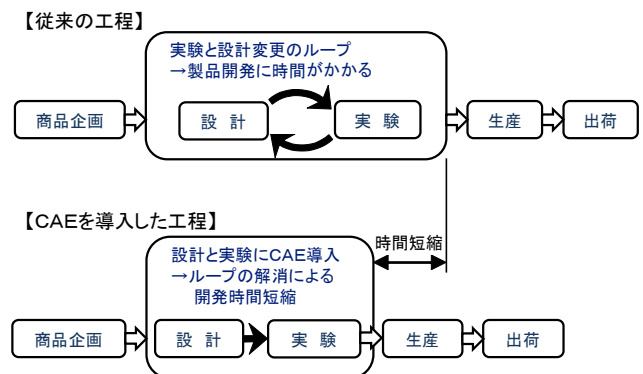 【従来の工程】
実験と設計変更のループ
→製品開発に時間がかかる
商品企画
設 計
実 験
生産
出荷
【CAEを導入した工程】
時間短縮
設計と実験にCAE導入
→ループの解消による
開発時間短縮
商品企画
設 計
実 験
生産
出荷